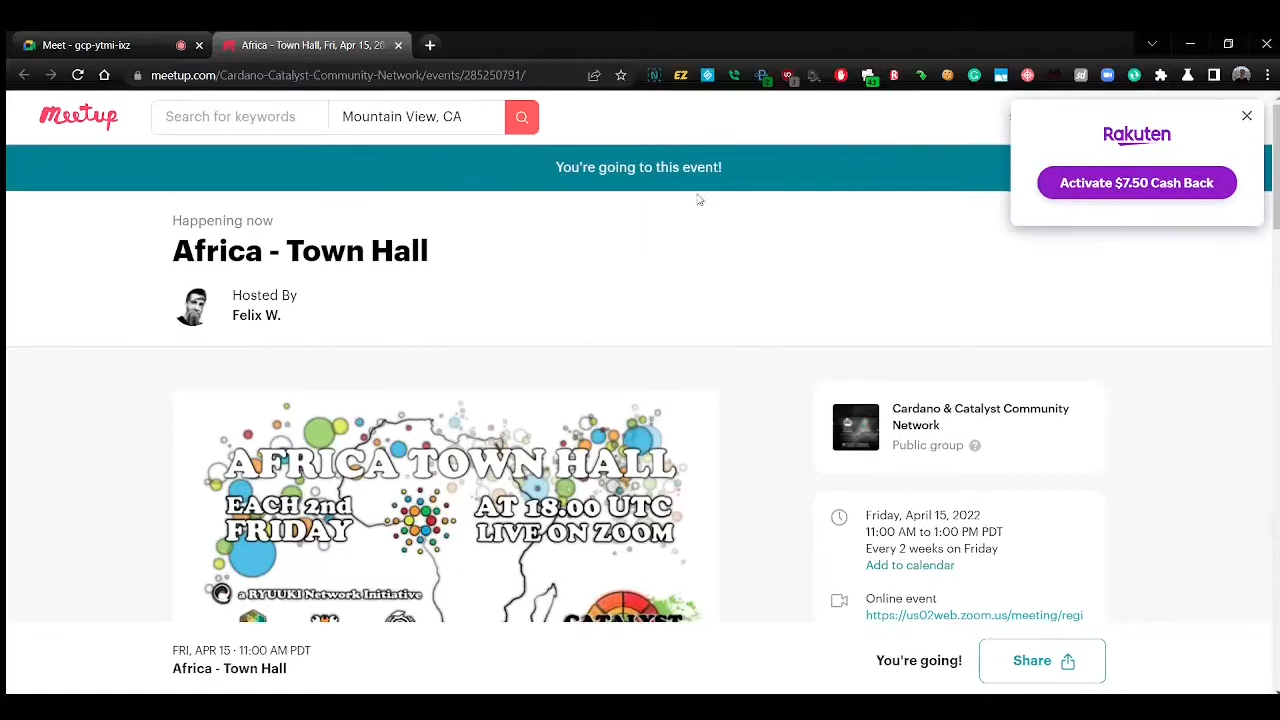 Meet - gcp-ytmi-ixz
Africa - Town Hall, Fri, Apr 15, 20
meetup.com/Cardano-Catalyst-Community-Network/events/285250791/
EZ
43
Meetup
Search for keywords
Mountain View, CA
Rakuten
Activate $7.50 Cash Back
You're going to this event!
Happening now
Africa - Town Hall
Hosted By
Felix W.
AFRICA TOWN HALL
EACH 2nd
FRIDAY
AT 18.00 UTC
LIVE ON ZOOM
a RYUUKI Network Initiative
CATALYST
Cardano & Catalyst Community
Network
Public group
Friday, April 15, 2022
11:00 AM to 1:00 PM PDT
Every 2 weeks on Friday
Add to calendar
Online event
https://us02web.zoom.us/meeting/regi
FRI, APR 15 · 11:00 AM PDT
Africa - Town Hall
You're going!
Share